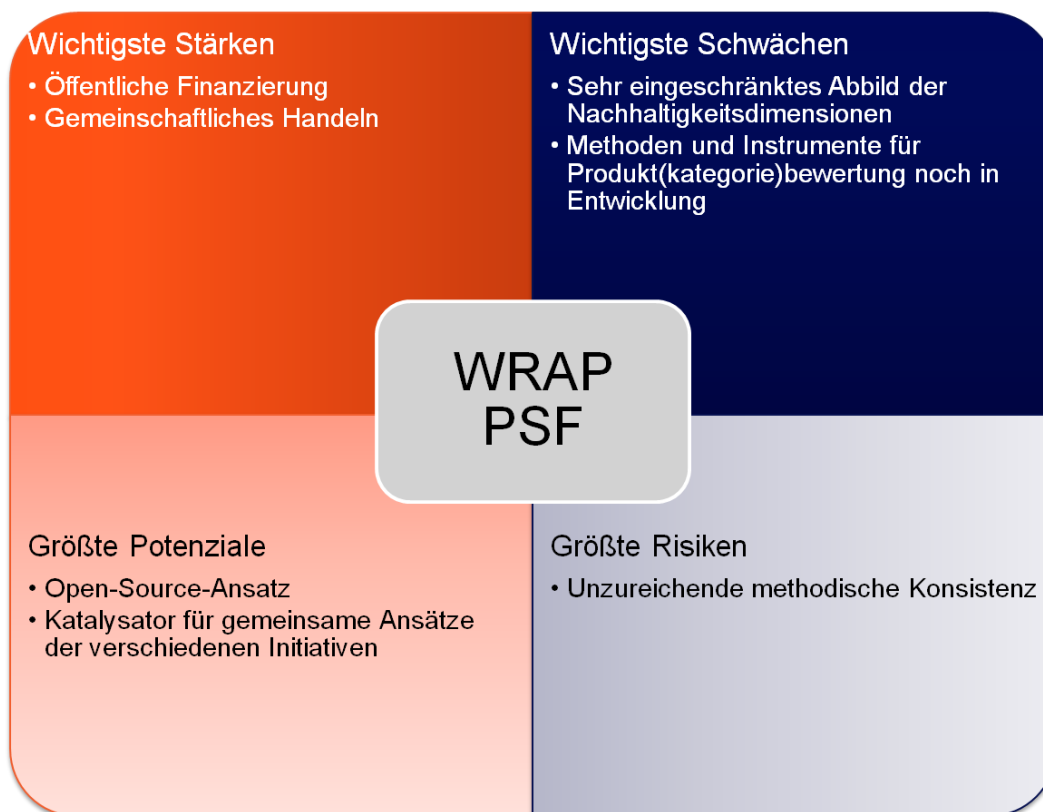 Wichtigste Stärken
• Öffentliche Finanzierung
• Gemeinschaftliches Handeln
Wichtigste Schwächen
• Sehr eingeschränktes Abbild der
Nachhaltigkeitsdimensionen
• Methoden und Instrumente für
Produkt(kategorie)bewertung noch in
Entwicklung
WRAP
PSF
Größte Potenziale
• Open-Source-Ansatz
• Katalysator für gemeinsame Ansätze
der verschiedenen Initiativen
Größte Risiken
• Unzureichende methodische Konsistenz